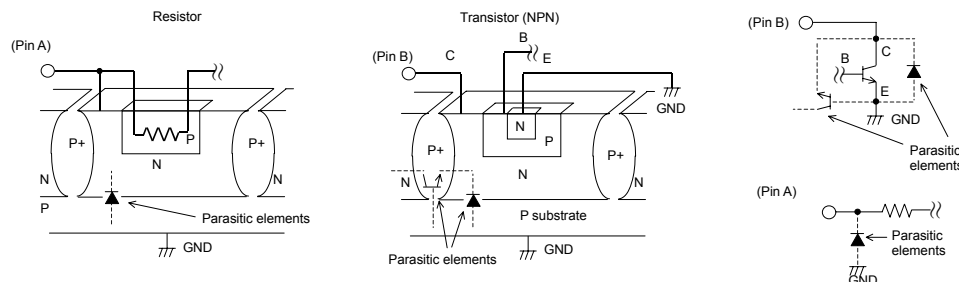 Resistor
(Pin A)
P+
N
P
P+
N
P
N
Parasitic elements
GND
Transistor (NPN)
(Pin B)
C
B
E
GND
P+
N
P
P+
N
N
N
P substrate
GND
Parasitic elements
(Pin B)
B
C
E
GND
Parasitic
elements
(Pin A)
Parasitic
elements
GND